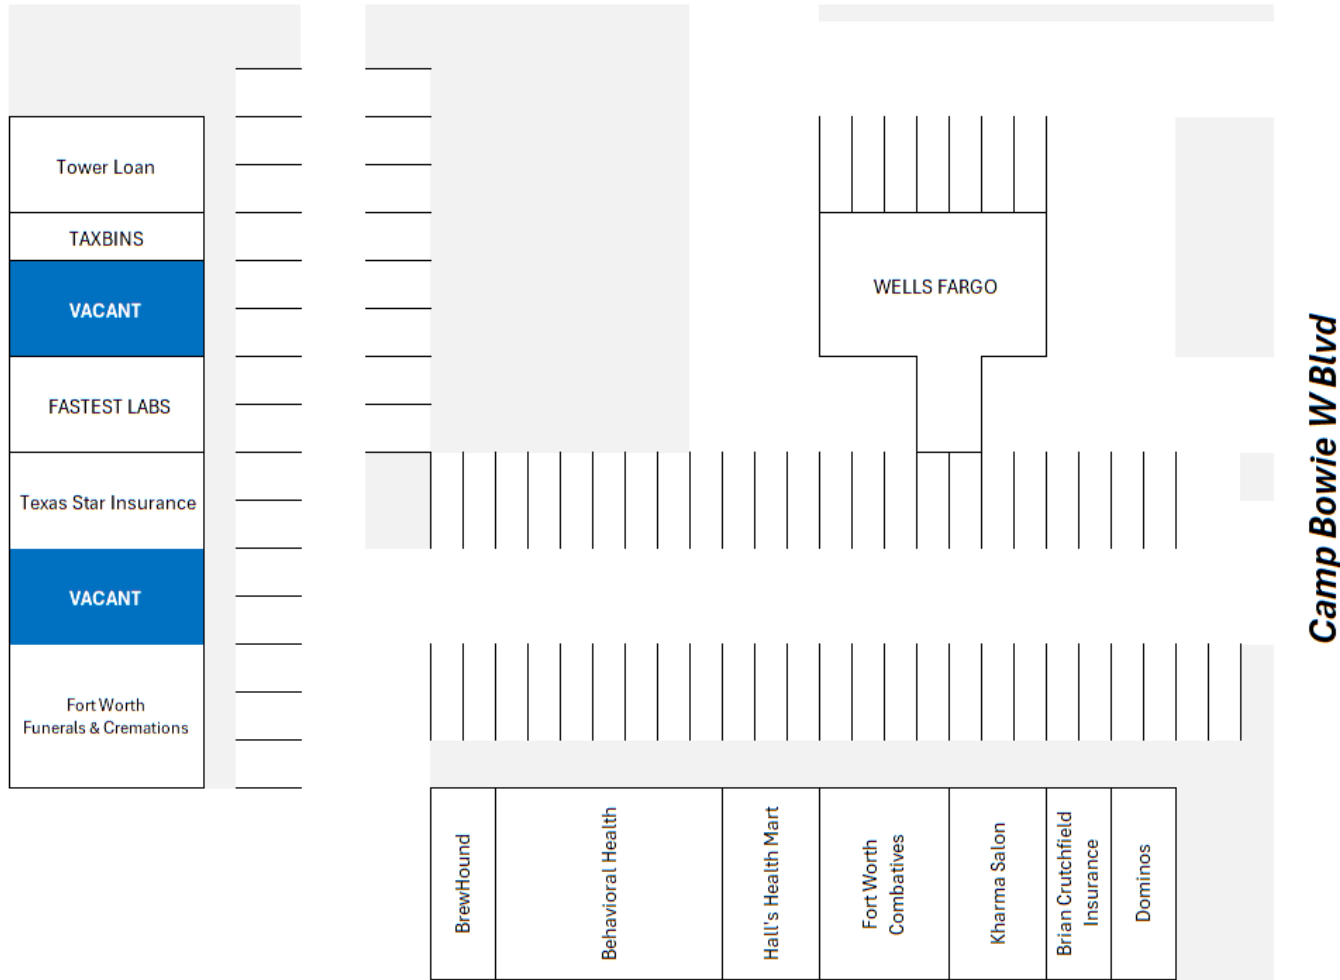 Tower Loan
TAXBINS
VACANT
FASTEST LABS
Texas Star Insurance
VACANT
Fort Worth
Funerals & Cremations
WELLS FARGO
Camp Bowie W Blvd
BrewHound
Behavioral Health
Hall's Health Mart
Fort Worth
Combatives
Kharma Salon
Brian Crutchfield
Insurance
Dominos